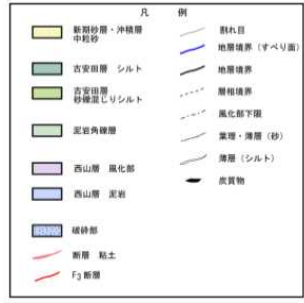 凡 例
新期砂層・沖積層
中粒砂
古安田層 シルト
古安田層
砂礫混じりシルト
泥岩角礫層
西山層 風化部
西山層 泥岩
破砕部
断層 粘土
F3断層
割れ目
地層境界（すべり面）
地層境界
層相境界
風化部下限
葉理・薄層（砂）
薄層（シルト）
炭質物